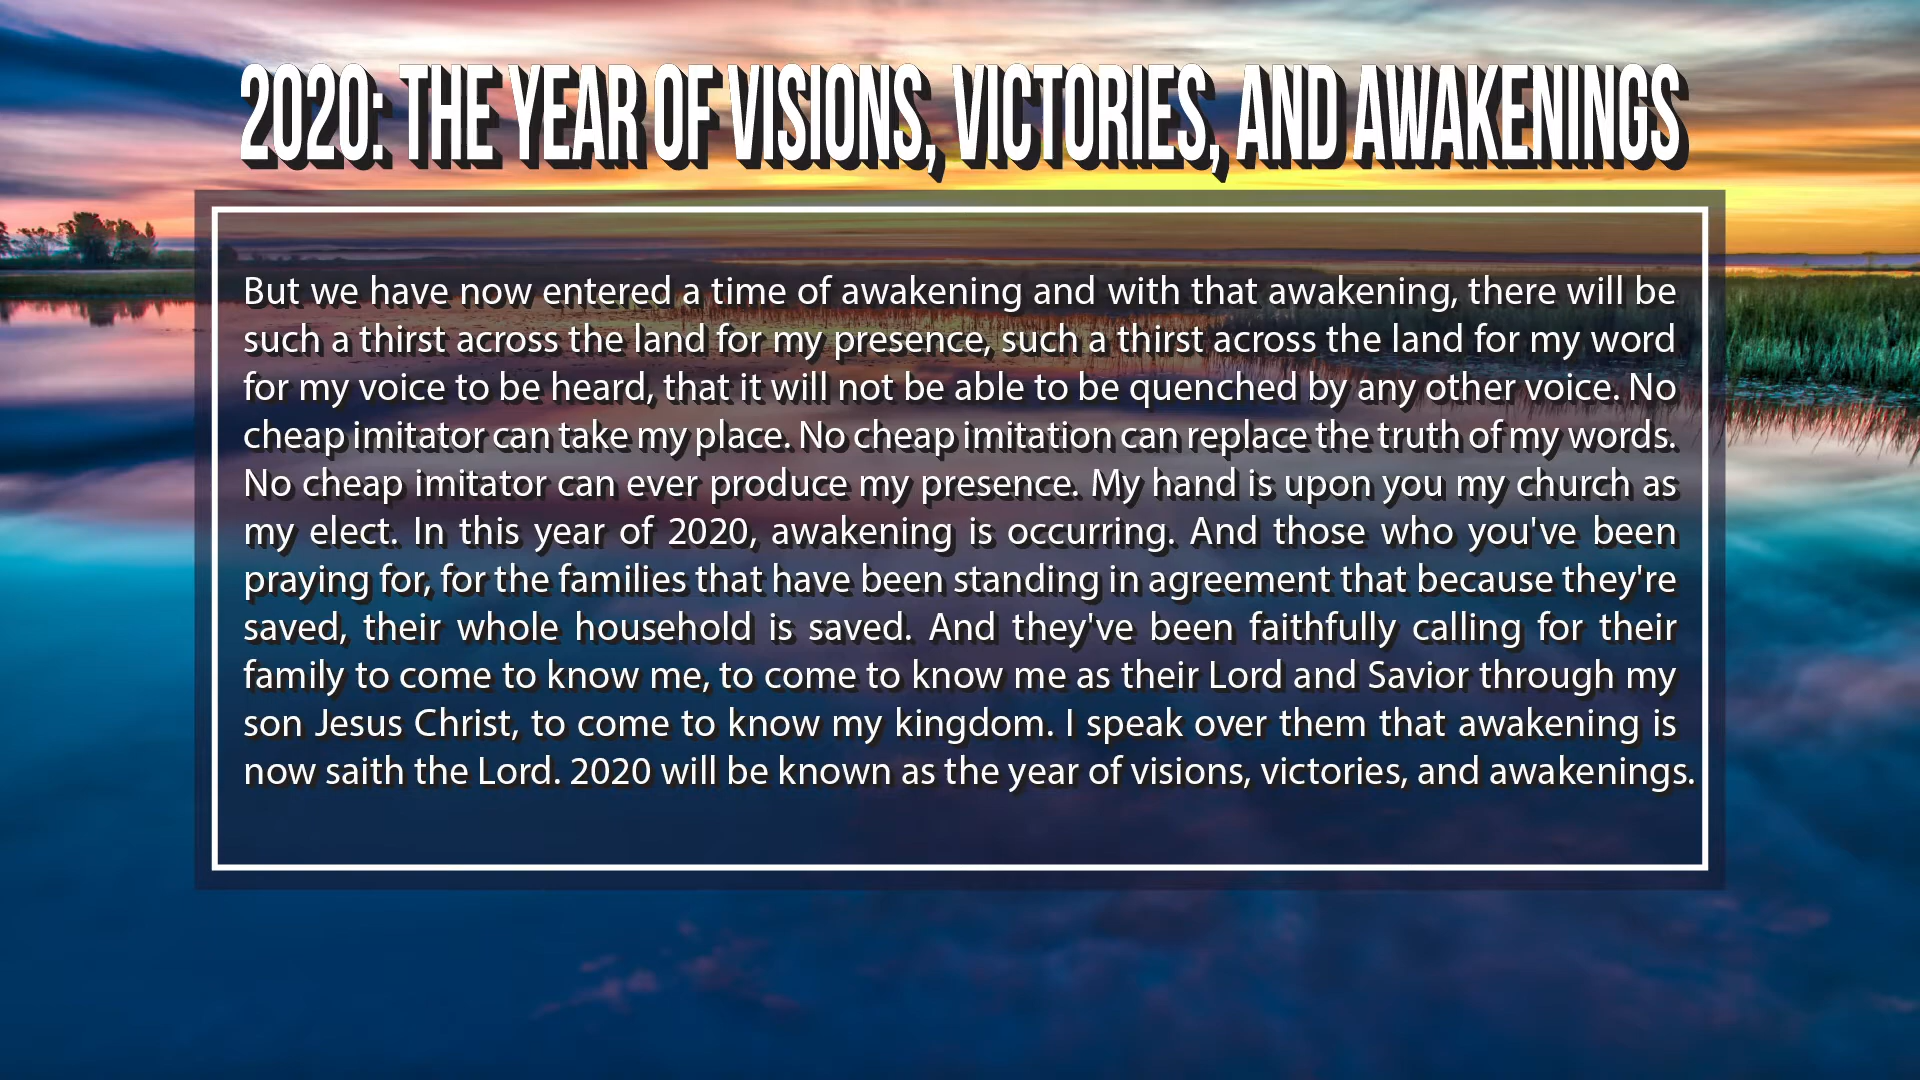 2020: THE YEAR OF VISIONS, VICTORIES, AND AWAKENINGS
But we have now entered a time of awakening and with that awakening, there will be
such a thirst across the land for my presence, such a thirst across the land for my word
for my voice to be heard, that it will not be able to be quenched by any other voice. No
cheap imitator can take my place. No cheap imitation can replace the truth of my words.
No cheap imitator can ever produce my presence. My hand is upon you my church as
my elect. In this year of 2020, awakening is occurring. And those who you've been
praying for, for the families that have been standing in agreement that because they're
saved, their whole household is saved. And they've been faithfully calling for their
family to come to know me, to come to know me as their Lord and Savior through my
son Jesus Christ, to come to know my kingdom. I speak over them that awakening is
now saith the Lord. 2020 will be known as the year of visions, victories, and awakenings.